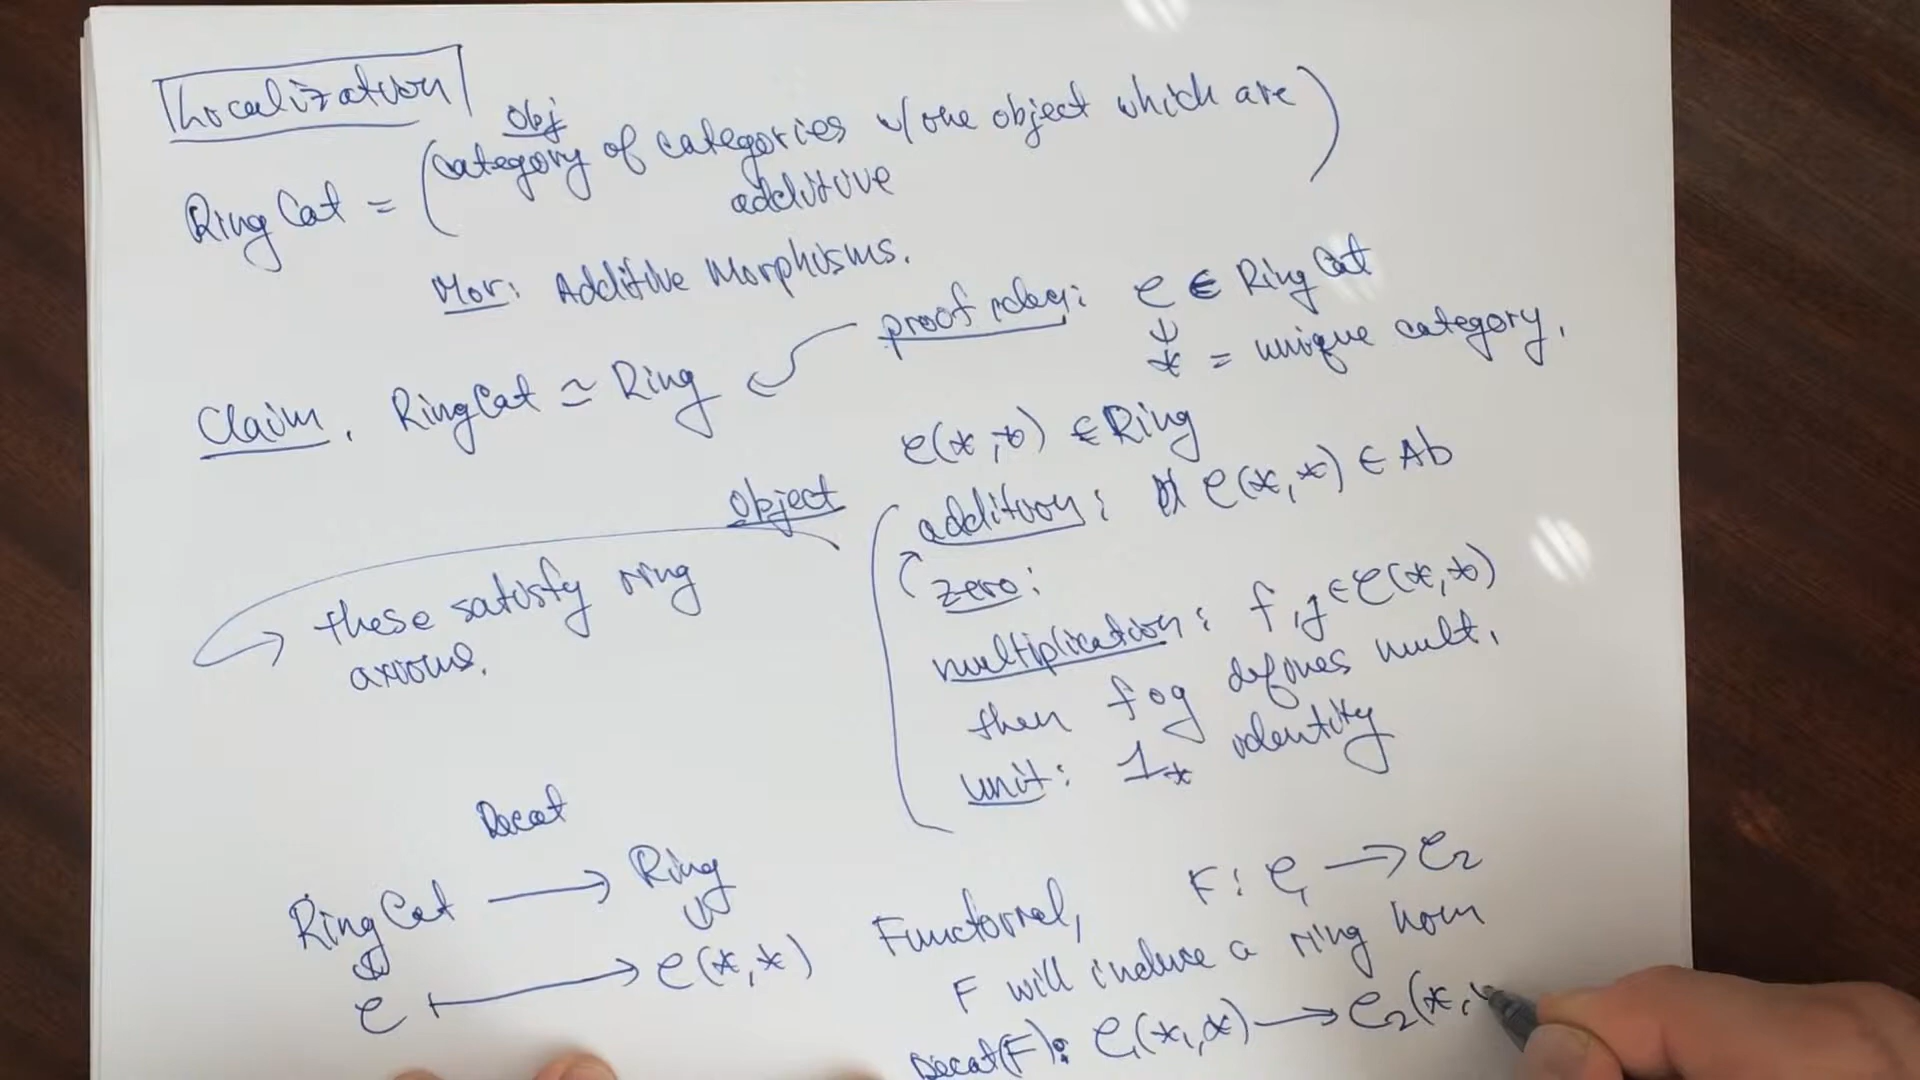 Localization
Obj
RingCat = (category of categories w/one object which are
additive)
Mor: Additive Morphisms.
proof idea: C ∈ RingCat
* = unique category.
Claim. RingCat ≃ Ring
C(*,*) ∈ Ring
object
addition: C(*,*) ∈ Ab
zero:
multiplication: f,g ∈ C(*,*)
then f∘g defines mult.
unit: 1* identity
these satisfy ring
axioms.
Decat
RingCat → Ring
C ↦ C(*,*)
Functorial,
F: C₁ → C₂
F will induce a ring hom
Decat(F): C₁(*,*) → C₂(*,